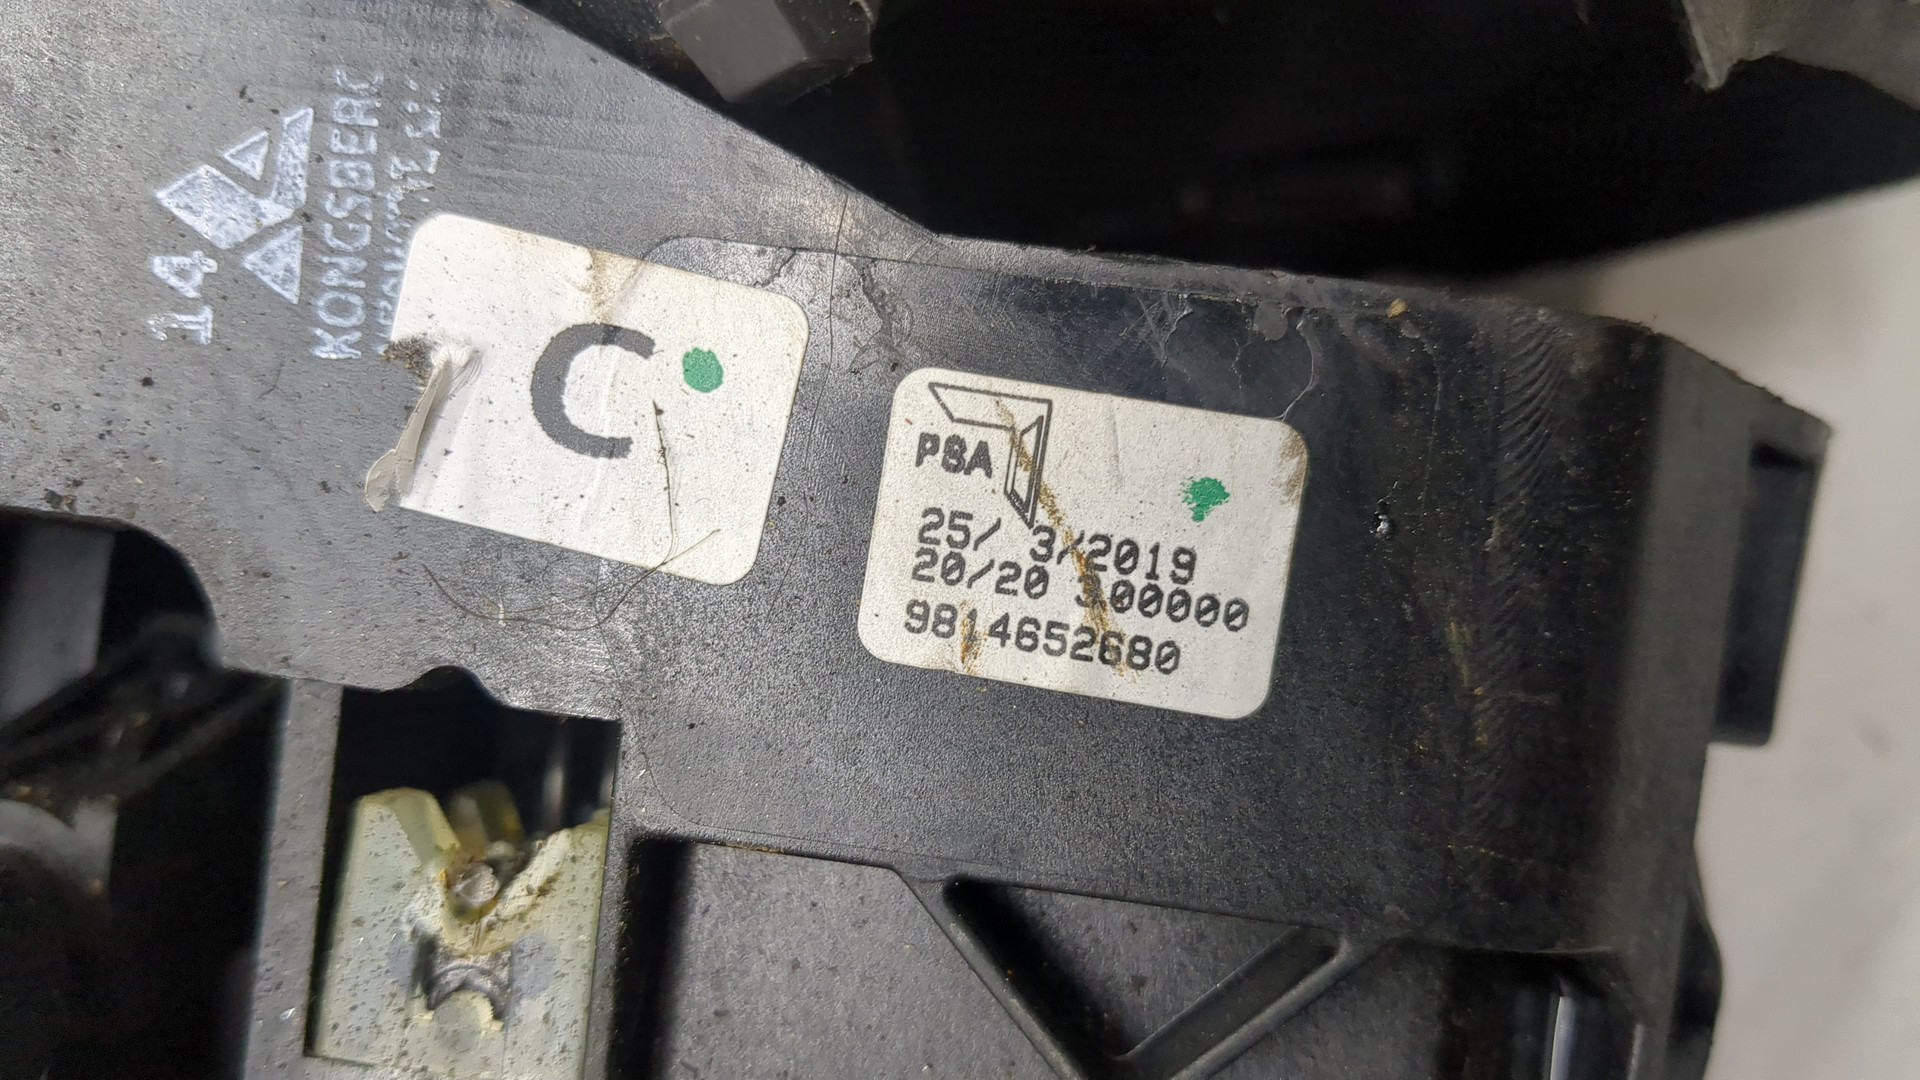 14
KONGSBERG
C
PSA
25/ 3/2019
20/20 300000
9814652680